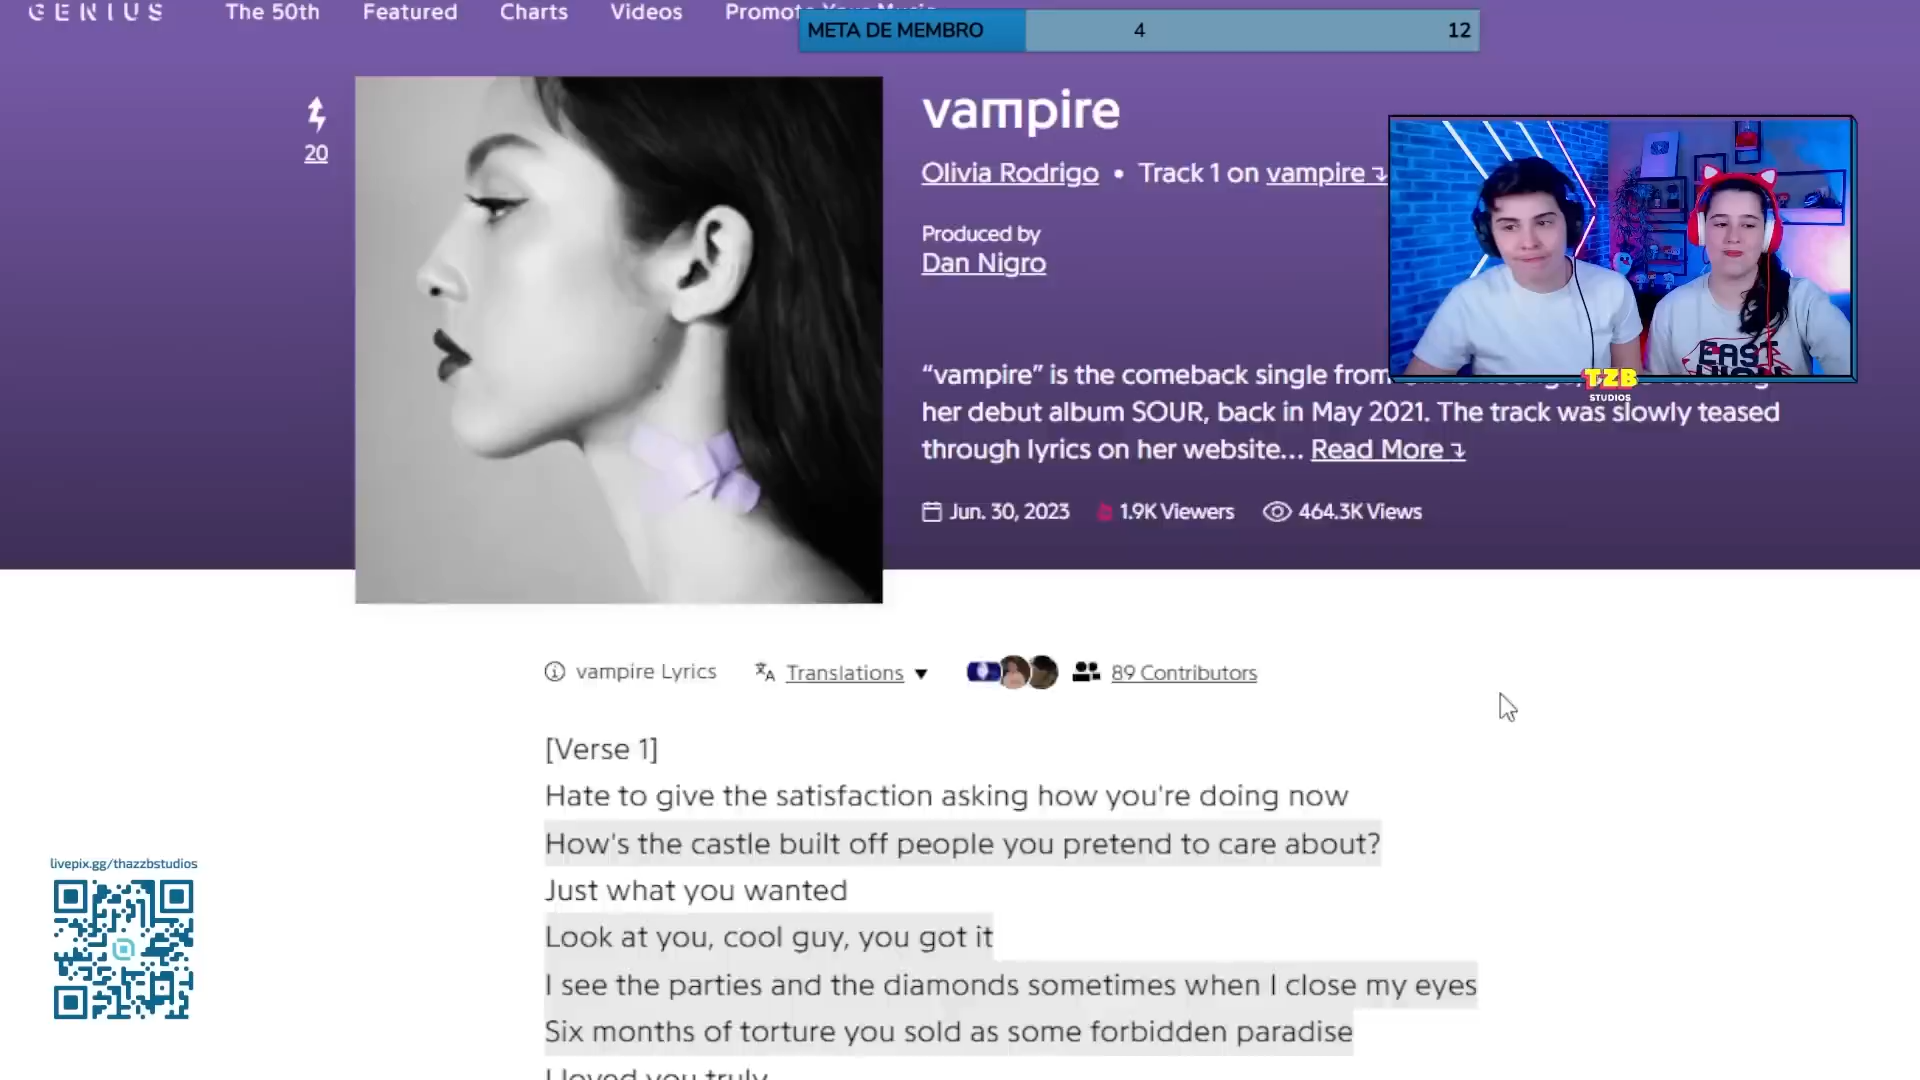 GENIUS
The 50th Featured Charts Videos
META DE MEMBRO 4 12
20
vampire
Olivia Rodrigo • Track 1 on vampire
Produced by
Dan Nigro
“vampire” is the comeback single from
her debut album SOUR, back in May 2021. The track was slowly teased
through lyrics on her website... Read More
Jun. 30, 2023 1.9K Viewers 464.3K Views
EAST
HIGH
TZB
STUDIOS
vampire Lyrics Translations 89 Contributors
[Verse 1]
Hate to give the satisfaction asking how you're doing now
How's the castle built off people you pretend to care about?
Just what you wanted
Look at you, cool guy, you got it
I see the parties and the diamonds sometimes when I close my eyes
Six months of torture you sold as some forbidden paradise
I loved you truly
livepix.gg/thazzbstudios